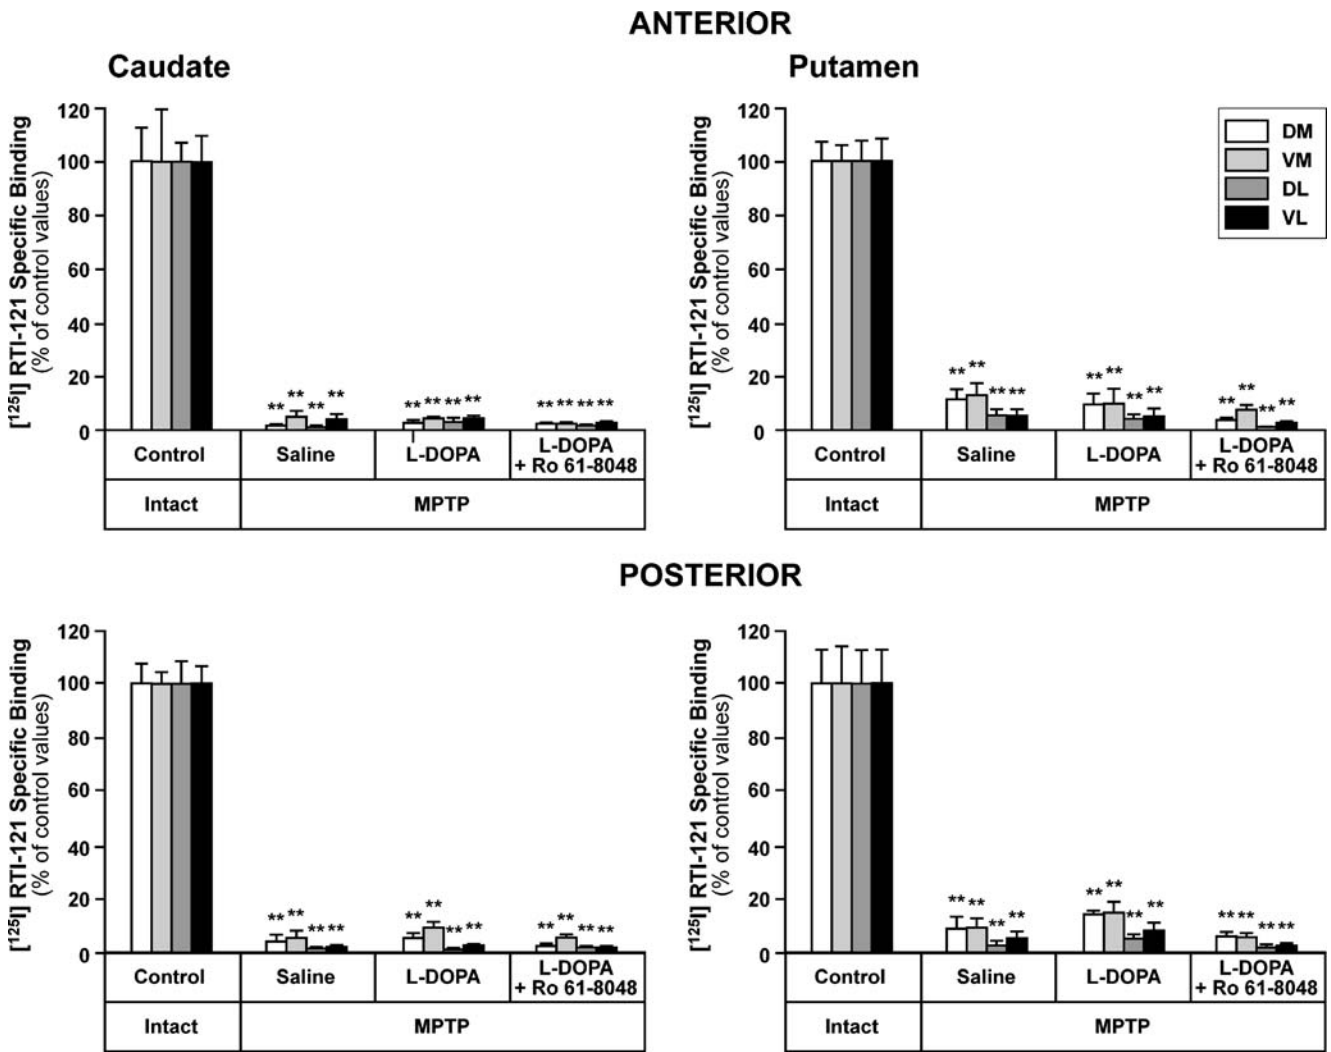 ANTERIOR
Caudate
Putamen
[125I] RTI-121 Specific Binding
(% of control values)
120
100
80
60
40
20
0
** ** ** **
** ** ** **
** ** ** **
Control
Saline
L-DOPA
L-DOPA
+ Ro 61-8048
Intact
MPTP
[125I] RTI-121 Specific Binding
(% of control values)
120
100
80
60
40
20
0
** ** ** **
** ** ** **
** ** ** **
Control
Saline
L-DOPA
L-DOPA
+ Ro 61-8048
Intact
MPTP
DM
VM
DL
VL
POSTERIOR
[125I] RTI-121 Specific Binding
(% of control values)
120
100
80
60
40
20
0
** ** ** **
** ** ** **
** ** ** **
Control
Saline
L-DOPA
L-DOPA
+ Ro 61-8048
Intact
MPTP
[125I] RTI-121 Specific Binding
(% of control values)
120
100
80
60
40
20
0
** ** ** **
** ** ** **
** ** ** **
Control
Saline
L-DOPA
L-DOPA
+ Ro 61-8048
Intact
MPTP